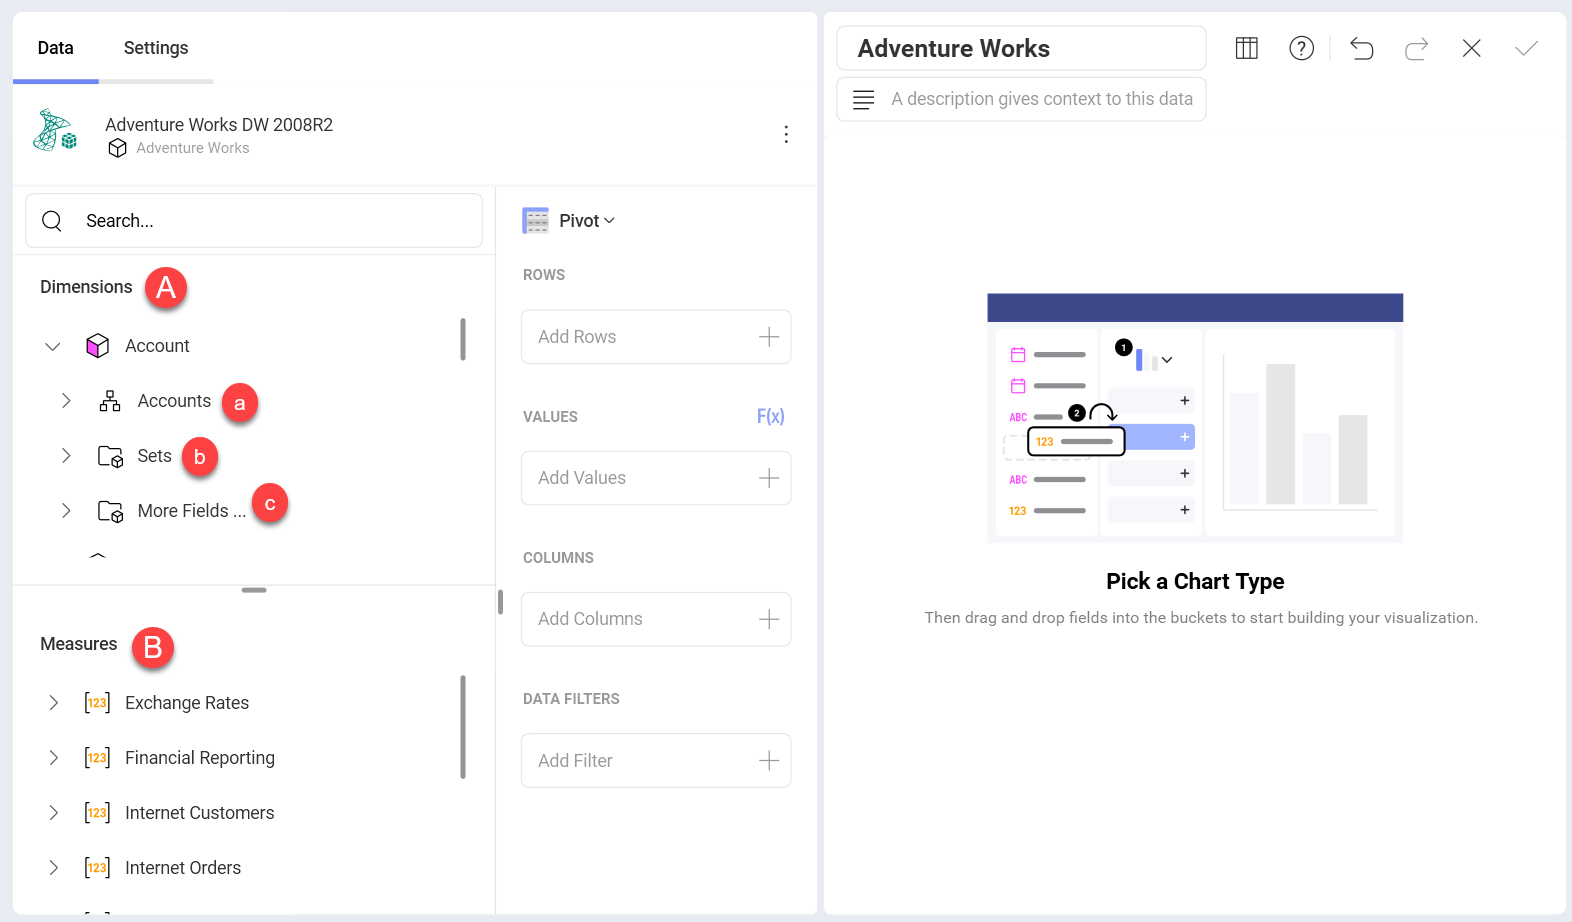 Data
Settings
Adventure Works DW 2008R2
Adventure Works
Search...
Dimensions
A
Account
Accounts
a
Sets
b
More Fields ...
c
Measures
B
[123] Exchange Rates
[123] Financial Reporting
[123] Internet Customers
[123] Internet Orders
Pivot
ROWS
Add Rows
VALUES
F(x)
Add Values
COLUMNS
Add Columns
DATA FILTERS
Add Filter
Adventure Works
?
A description gives context to this data
1
ABC
2
123
ABC
123
Pick a Chart Type
Then drag and drop fields into the buckets to start building your visualization.